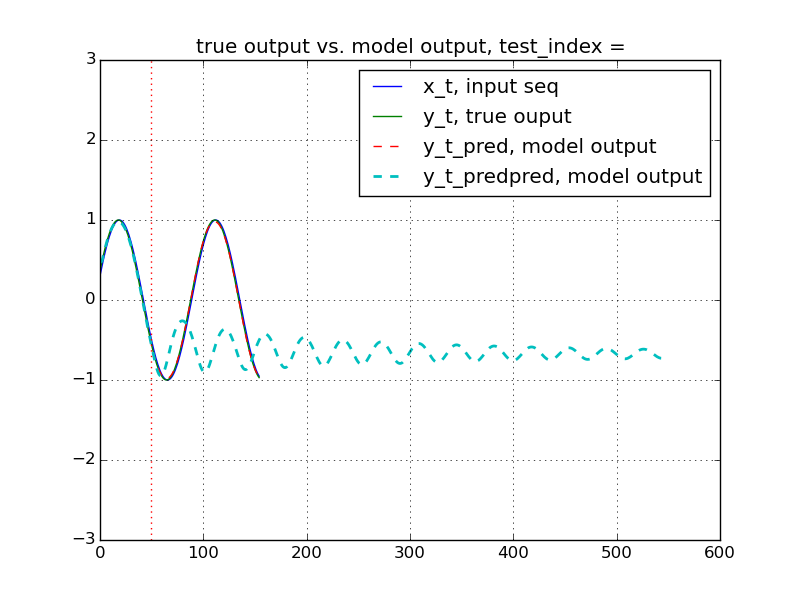 true output vs. model output, test_index =
x_t, input seq
y_t, true ouput
y_t_pred, model output
y_t_predpred, model output
3
2
1
0
−1
−2
−3
0 100 200 300 400 500 600